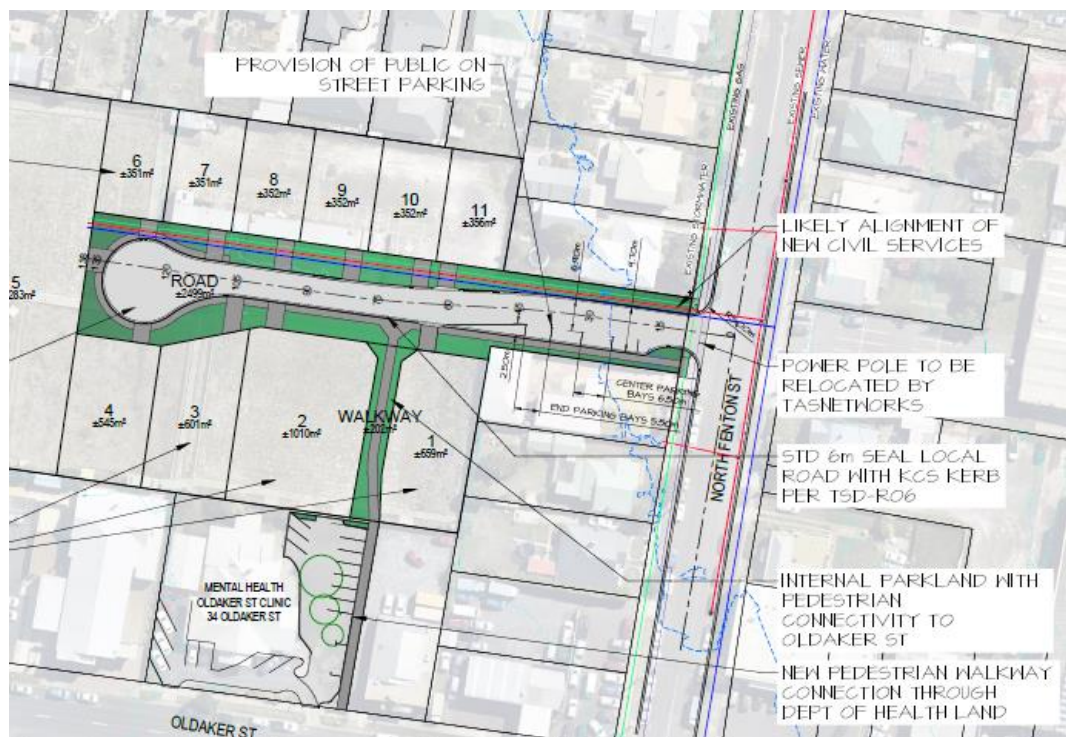 PROVISION OF PUBLIC ON
STREET PARKING
EXISTING GAS
EXISTING SEWER
EXISTING WATER
EXISTING STORMWATER
6
±351m²
7
±351m²
8
±352m²
9
±352m²
10
±352m²
11
±356m²
LIKELY ALIGNMENT OF
NEW CIVIL SERVICES
5
283m²
ROAD
±2499m²
2.50m
CENTER PARKING
BAYS 6.50m
END PARKING BAYS 5.50m
POWER POLE TO BE
RELOCATED BY
TASNETWORKS
NORTH FENTON ST
4
±545m²
3
±601m²
2
±1010m²
WALKWAY
1
±659m²
STD 6m SEAL LOCAL
ROAD WITH KCS KERB
PER TSD-R06
MENTAL HEALTH
OLDAKER ST CLINIC
34 OLDAKER ST
INTERNAL PARKLAND WITH
PEDESTRIAN
CONNECTIVITY TO
OLDAKER ST
NEW PEDESTRIAN WALKWAY
CONNECTION THROUGH
DEPT OF HEALTH LAND
OLDAKER ST